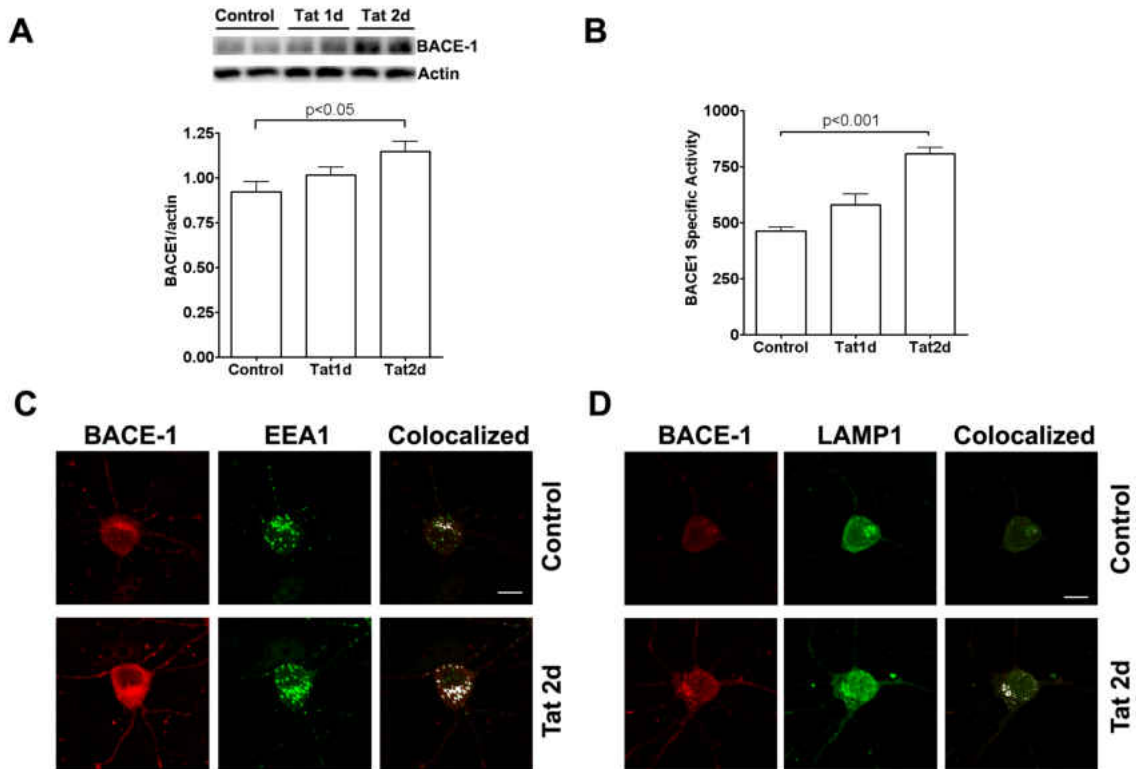 A
Control Tat 1d Tat 2d
BACE-1
Actin
p<0.05
1.25
1.00
0.75
0.50
0.25
0.00
BACE1/actin
Control Tat1d Tat2d
B
p<0.001
1000
750
500
250
0
BACE1 Specific Activity
Control Tat1d Tat2d
C
BACE-1 EEA1 Colocalized
Control
Tat 2d
D
BACE-1 LAMP1 Colocalized
Control
Tat 2d